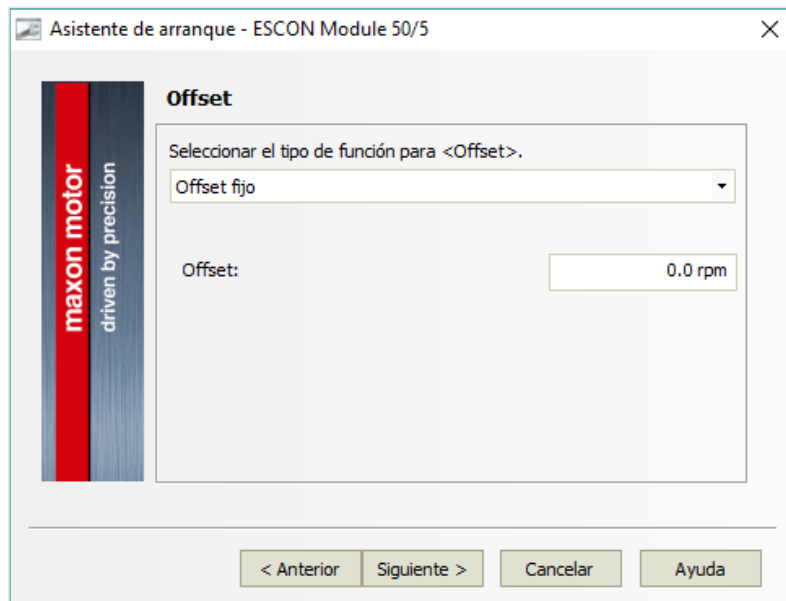 Asistente de arranque - ESCON Module 50/5
maxon motor
driven by precision
Offset
Seleccionar el tipo de función para <Offset>.
Offset fijo
Offset:
0.0 rpm
< Anterior
Siguiente >
Cancelar
Ayuda